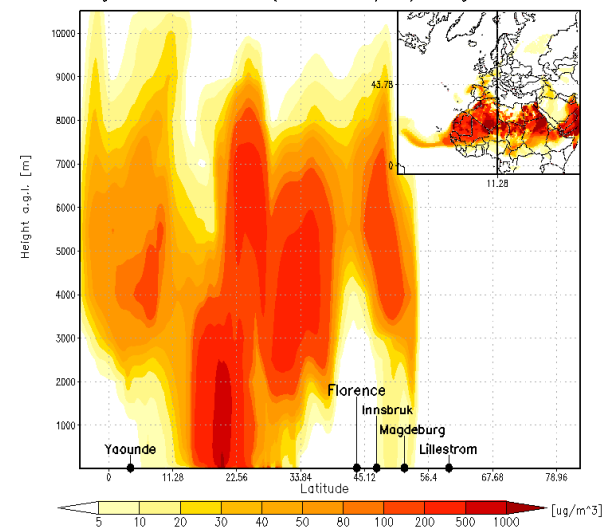 10000
9000
8000
7000
6000
5000
4000
3000
2000
1000
Height a.g.l. [m]
43.78
0
11.28
Florence
Innsbruk
Magdeburg
Yaounde
Lillestrom
0 11.28 22.56 33.84 45.12 56.4 67.68 78.96
Latitude
5 10 20 30 40 50 80 100 200 500 1000 [ug/m^3]